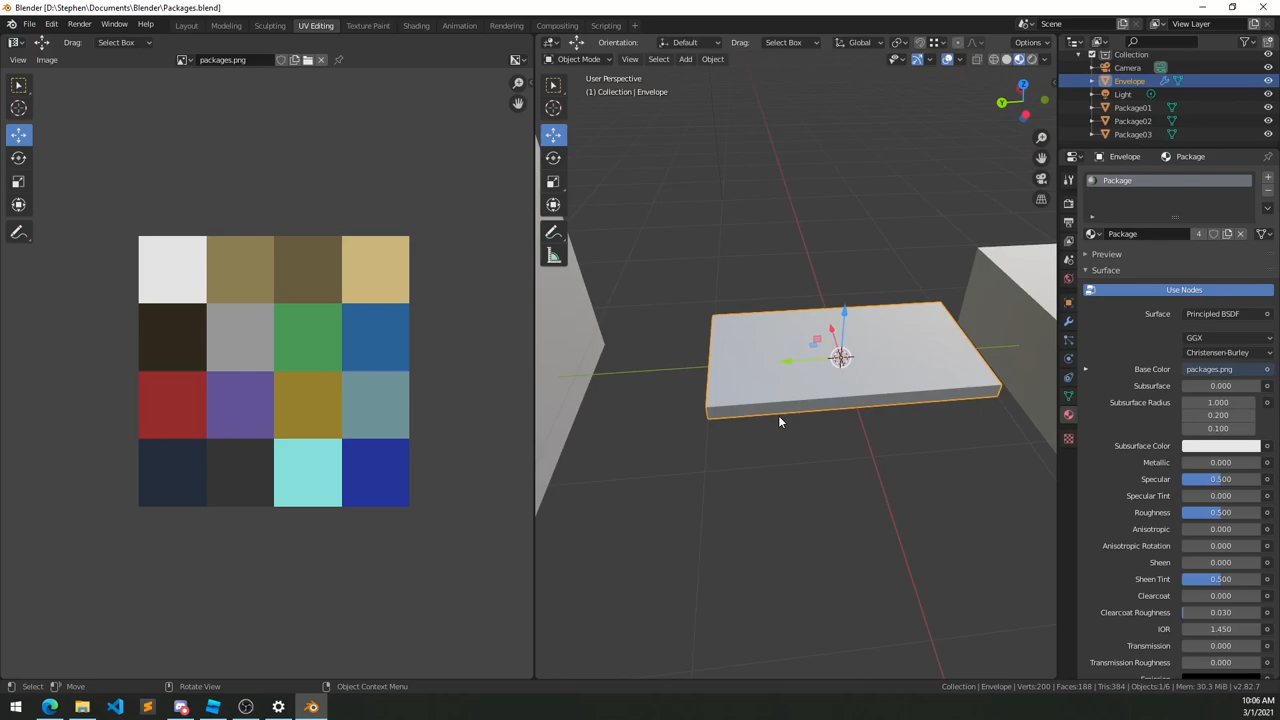 Blender [D:\Stephen\Documents\Blender\Packages.blend]
File Edit Render Window Help Layout Modeling Sculpting UV Editing Texture Paint Shading Animation Rendering Compositing Scripting + Scene View Layer
Drag: Select Box Orientation: Default Drag: Select Box Global Options
View Image packages.png Object Mode View Select Add Object
User Perspective
(1) Collection | Envelope
Y
Z
Collection
Camera
Envelope
Light
Package01
Package02
Package03
Envelope Package
Package
Package 4
Preview
Surface
Use Nodes
Surface Principled BSDF
GGX
Christensen-Burley
Base Color packages.png
Subsurface 0.000
Subsurface Radius 1.000
0.200
0.100
Subsurface Color
Metallic 0.000
Specular 0.500
Specular Tint 0.000
Roughness 0.500
Anisotropic 0.000
Anisotropic Rotation 0.000
Sheen 0.000
Sheen Tint 0.500
Clearcoat 0.000
Clearcoat Roughness 0.030
IOR 1.450
Transmission 0.000
Transmission Roughness 0.000
Select Move Rotate View Object Context Menu Collection | Envelope | Verts:200 | Faces:188 | Tris:384 | Objects:1/6 | Mem: 30.3 MiB | v2.82.7
10:06 AM
3/1/2021